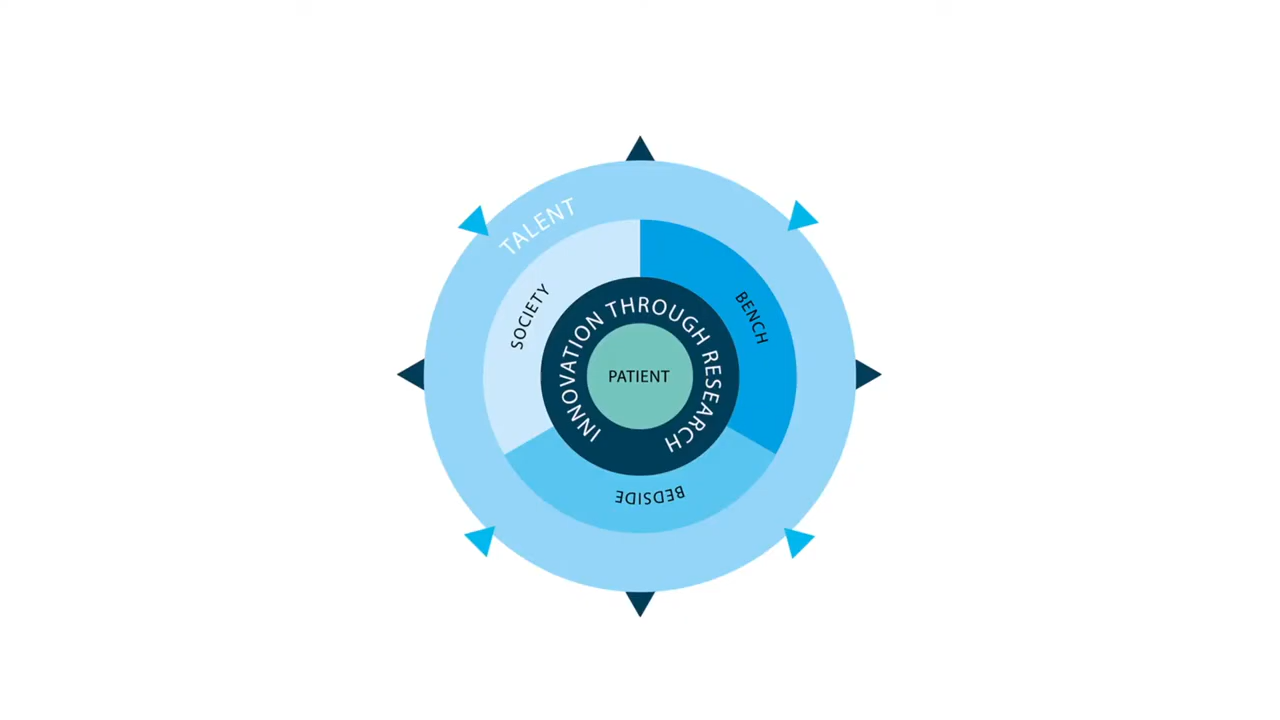 TALENT
SOCIETY
BENCH
INNOVATION THROUGH RESEARCH
PATIENT
BEDSIDE